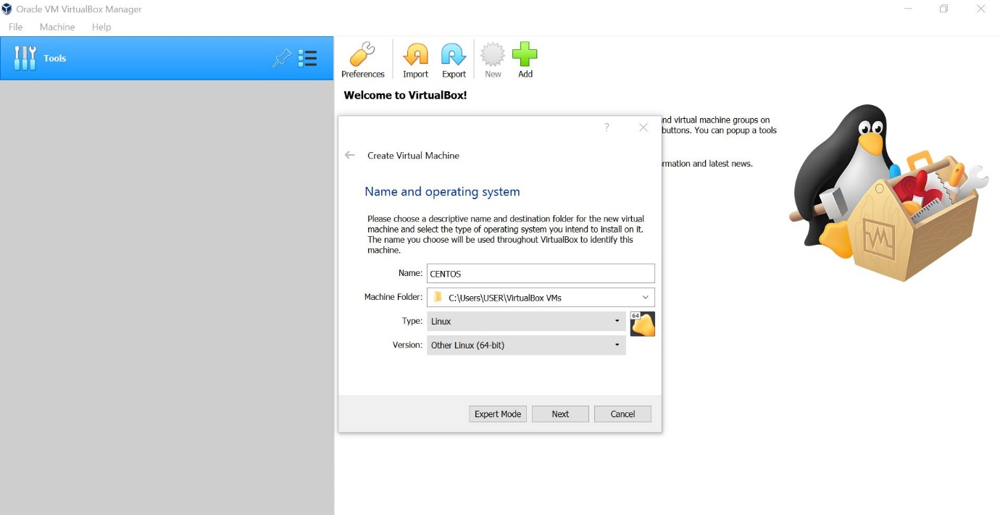 Oracle VM VirtualBox Manager
File Machine Help
Tools
Preferences Import Export New Add
Welcome to VirtualBox!
nd virtual machine groups on
buttons. You can popup a tools
rmation and latest news.
Create Virtual Machine
Name and operating system
Please choose a descriptive name and destination folder for the new virtual
machine and select the type of operating system you intend to install on it.
The name you choose will be used throughout VirtualBox to identify this
machine.
Name: CENTOS
Machine Folder: C:\Users\USER\VirtualBox VMs
Type: Linux
64
Version: Other Linux (64-bit)
Expert Mode Next Cancel